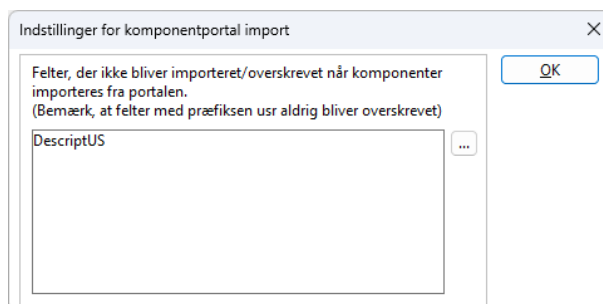 Indstillinger for komponentportal import
Felter, der ikke bliver importeret/overskrevet når komponenter
importeres fra portalen.
(Bemærk, at felter med præfiksen usr aldrig bliver overskrevet)
OK
DescriptUS
...